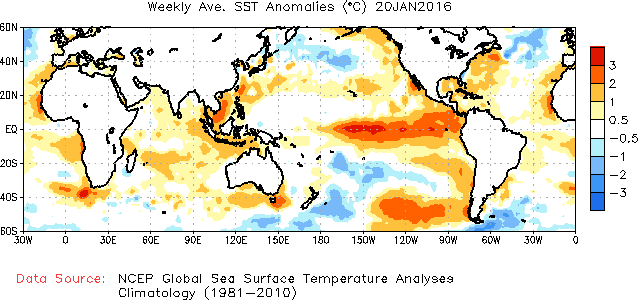 Weekly Ave. SST Anomalies (°C) 20JAN2016
60N
40N
20N
EQ
20S
40S
60S
30W 0 30E 60E 90E 120E 150E 180 150W 120W 90W 60W 30W 0
3
2
1
0.5
-0.5
-1
-2
-3
Data Source: NCEP Global Sea Surface Temperature Analyses
Climatology (1981-2010)